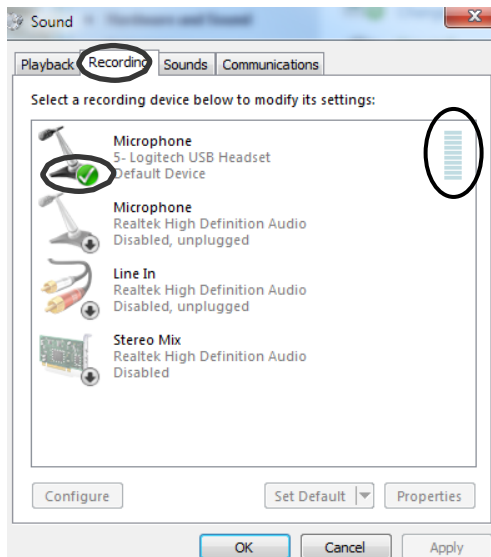 Sound
Playback Recording Sounds Communications
Select a recording device below to modify its settings:
Microphone
5- Logitech USB Headset
Default Device
Microphone
Realtek High Definition Audio
Disabled, unplugged
Line In
Realtek High Definition Audio
Disabled, unplugged
Stereo Mix
Realtek High Definition Audio
Disabled
Configure Set Default Properties
OK Cancel Apply